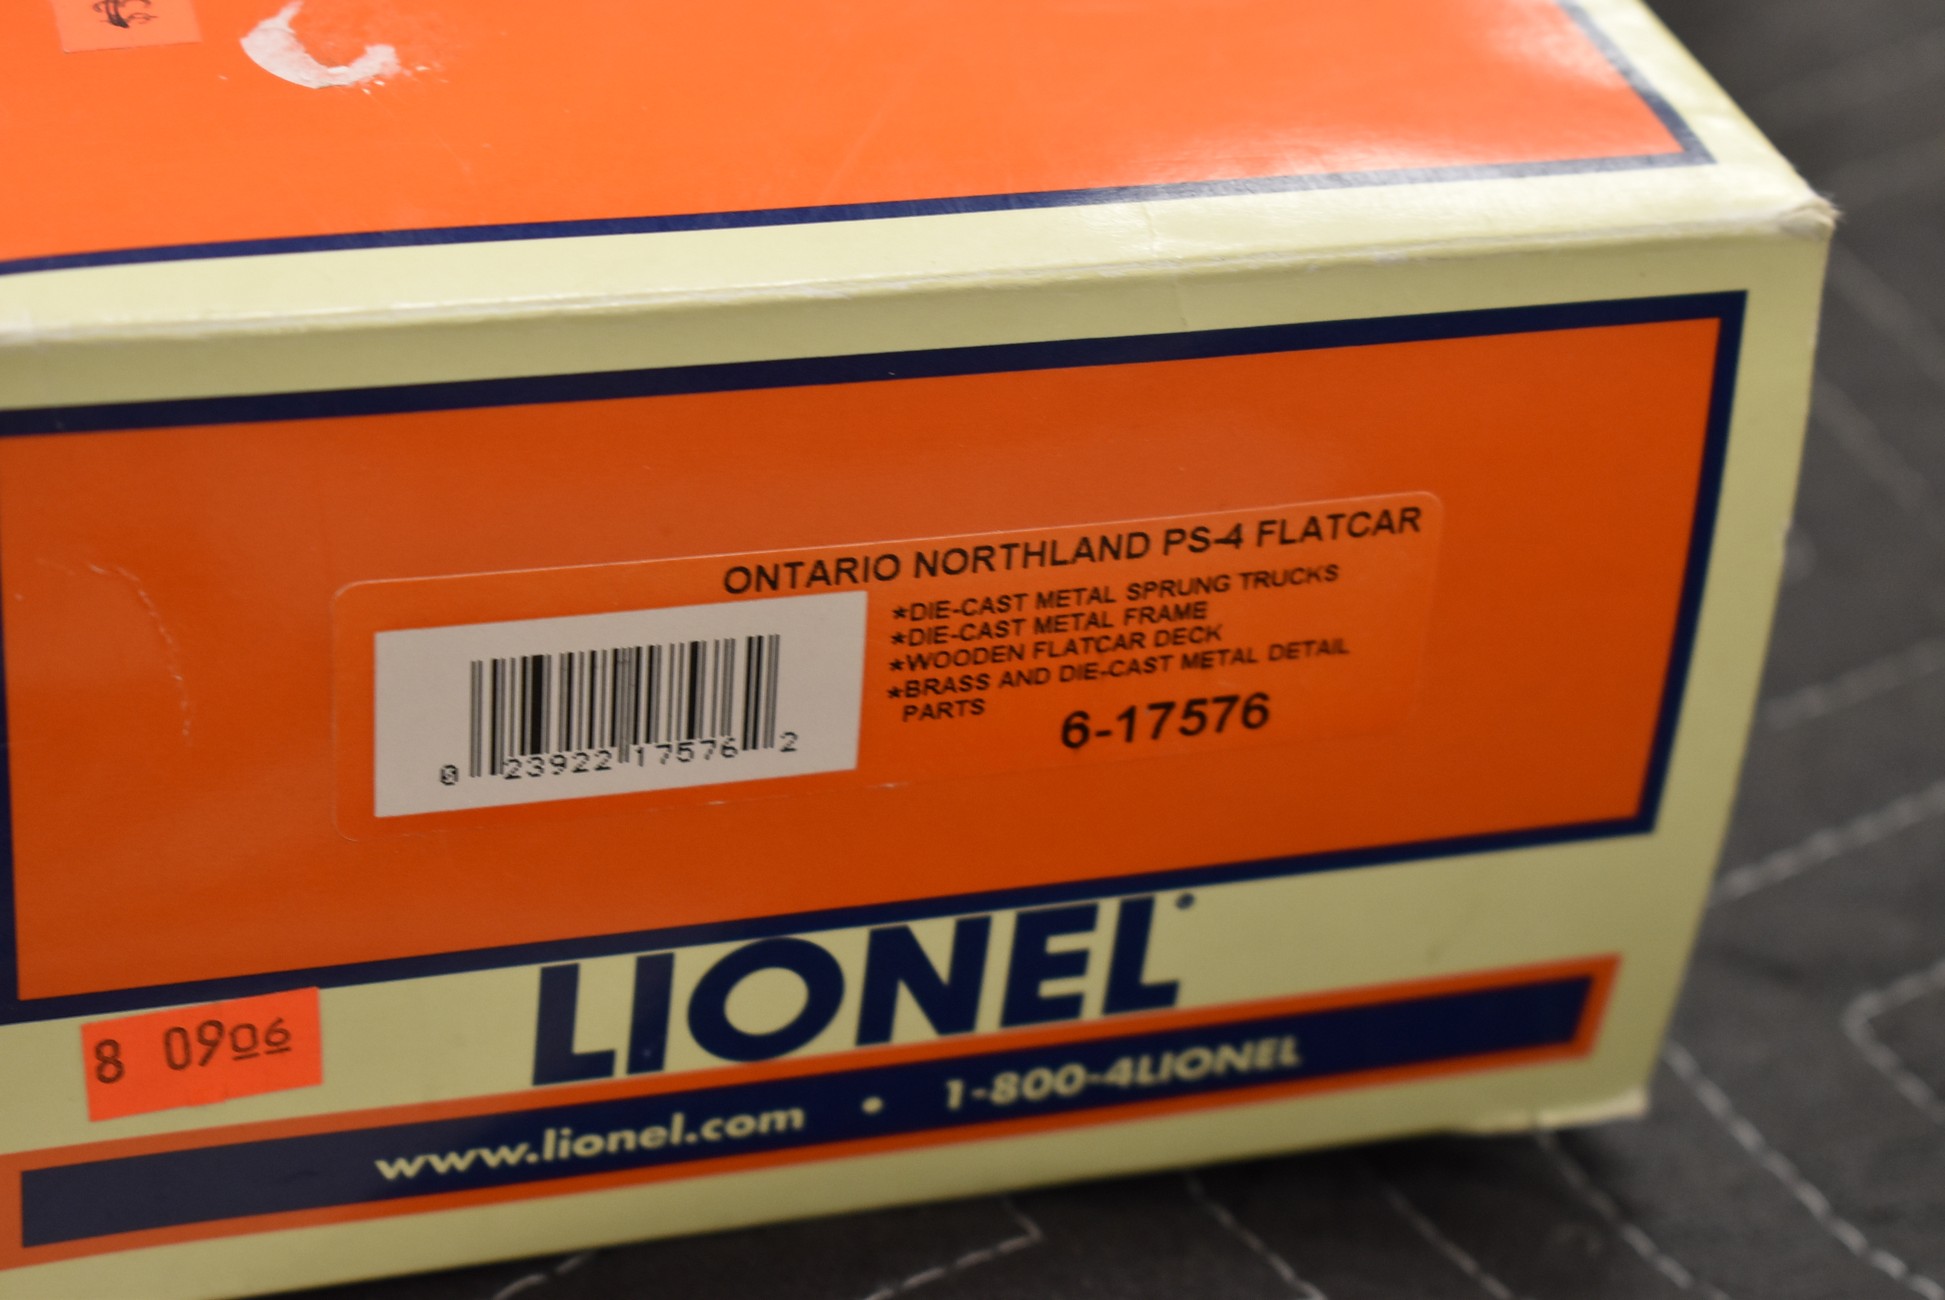 ONTARIO NORTHLAND PS-4 FLATCAR
*DIE-CAST METAL SPRUNG TRUCKS
*DIE-CAST METAL FRAME
*WOODEN FLATCAR DECK
*BRASS AND DIE-CAST METAL DETAIL
PARTS
6-17576
0 23922 17576 2
LIONEL
8 0906
www.lionel.com • 1-800-4LIONEL